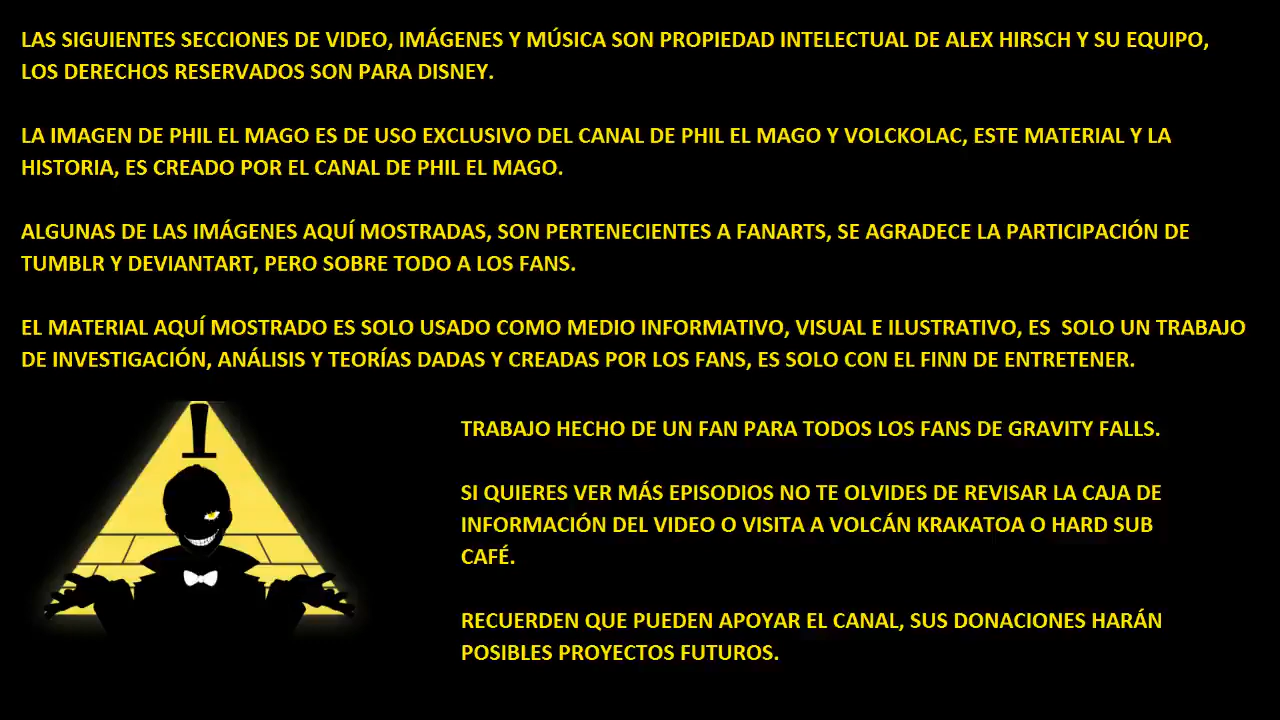 LAS SIGUIENTES SECCIONES DE VIDEO, IMÁGENES Y MÚSICA SON PROPIEDAD INTELECTUAL DE ALEX HIRSCH Y SU EQUIPO,
LOS DERECHOS RESERVADOS SON PARA DISNEY.
LA IMAGEN DE PHIL EL MAGO ES DE USO EXCLUSIVO DEL CANAL DE PHIL EL MAGO Y VOLCKOLAC, ESTE MATERIAL Y LA
HISTORIA, ES CREADO POR EL CANAL DE PHIL EL MAGO.
ALGUNAS DE LAS IMÁGENES AQUÍ MOSTRADAS, SON PERTENECIENTES A FANARTS, SE AGRADECE LA PARTICIPACIÓN DE
TUMBLR Y DEVIANTART, PERO SOBRE TODO A LOS FANS.
EL MATERIAL AQUÍ MOSTRADO ES SOLO USADO COMO MEDIO INFORMATIVO, VISUAL E ILUSTRATIVO, ES  SOLO UN TRABAJO
DE INVESTIGACIÓN, ANÁLISIS Y TEORÍAS DADAS Y CREADAS POR LOS FANS, ES SOLO CON EL FINN DE ENTRETENER.
TRABAJO HECHO DE UN FAN PARA TODOS LOS FANS DE GRAVITY FALLS.
SI QUIERES VER MÁS EPISODIOS NO TE OLVIDES DE REVISAR LA CAJA DE
INFORMACIÓN DEL VIDEO O VISITA A VOLCÁN KRAKATOA O HARD SUB
CAFÉ.
RECUERDEN QUE PUEDEN APOYAR EL CANAL, SUS DONACIONES HARÁN
POSIBLES PROYECTOS FUTUROS.